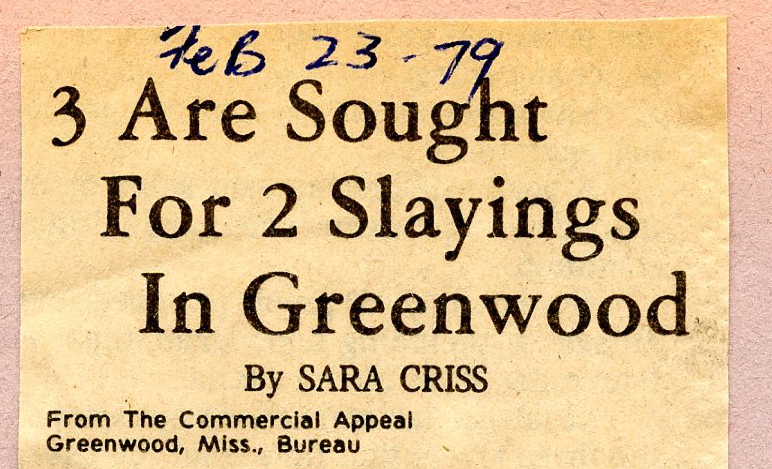 Feb 23-79
3 Are Sought
For 2 Slayings
In Greenwood
By SARA CRISS
From The Commercial Appeal
Greenwood, Miss., Bureau